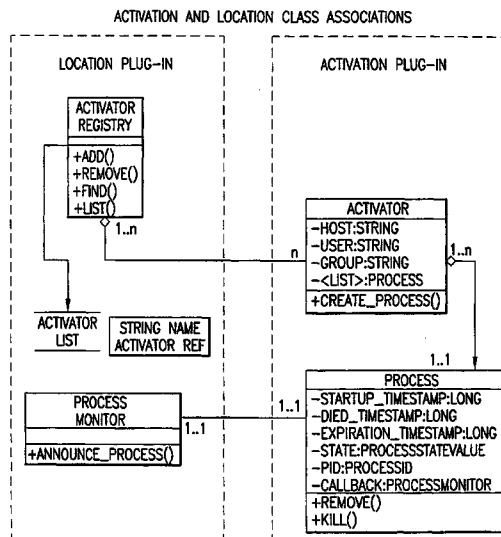 ACTIVATION AND LOCATION CLASS ASSOCIATIONS
LOCATION PLUG-IN
ACTIVATION PLUG-IN
ACTIVATOR
REGISTRY
+ADD()
+REMOVE()
+FIND()
+LIST()
1..n
n
ACTIVATOR
-HOST:STRING
-USER:STRING
-GROUP:STRING
-<LIST>:PROCESS
+CREATE_PROCESS()
1..n
ACTIVATOR
LIST
STRING NAME
ACTIVATOR REF
1..1
PROCESS
MONITOR
+ANNOUNCE_PROCESS()
1..1
1..1
PROCESS
-STARTUP_TIMESTAMP:LONG
-DIED_TIMESTAMP:LONG
-EXPIRATION_TIMESTAMP:LONG
-STATE:PROCESSSTATEVALUE
-PID:PROCESSID
-CALLBACK:PROCESSMONITOR
+REMOVE()
+KILL()